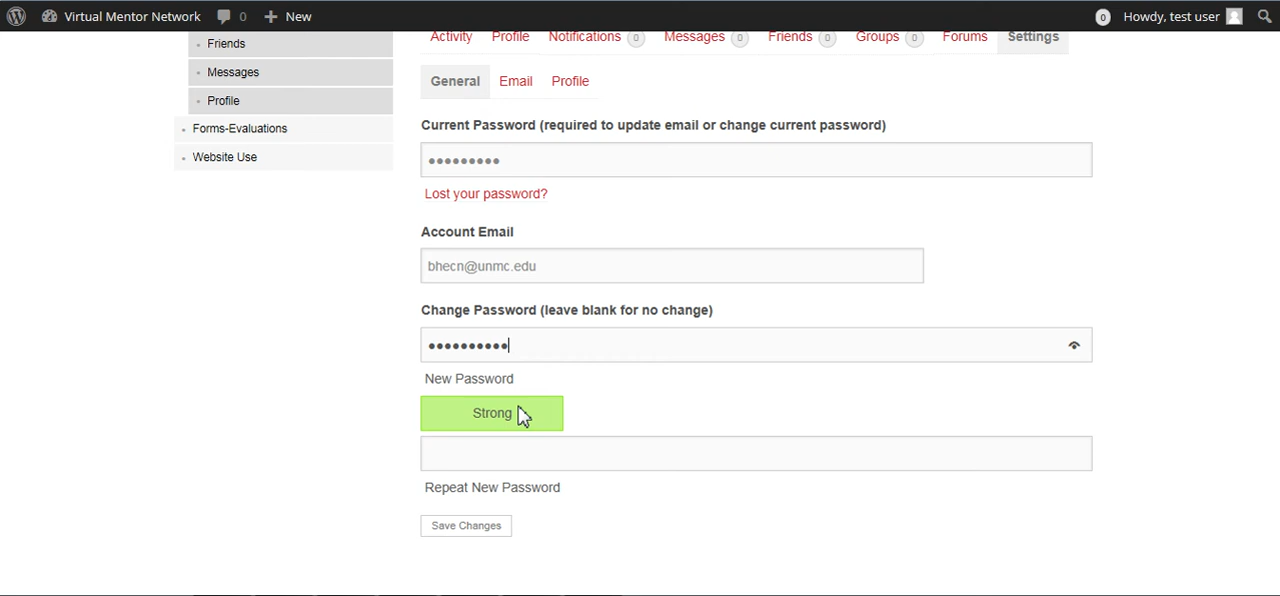 Virtual Mentor Network 0 New 0 Howdy, test user
Friends
Messages
Profile
Forms-Evaluations
Website Use
Activity Profile Notifications 0 Messages 0 Friends 0 Groups 0 Forums Settings
General Email Profile
Current Password (required to update email or change current password)
•••••••••
Lost your password?
Account Email
bhecn@unmc.edu
Change Password (leave blank for no change)
••••••••••
New Password
Strong
Repeat New Password
Save Changes